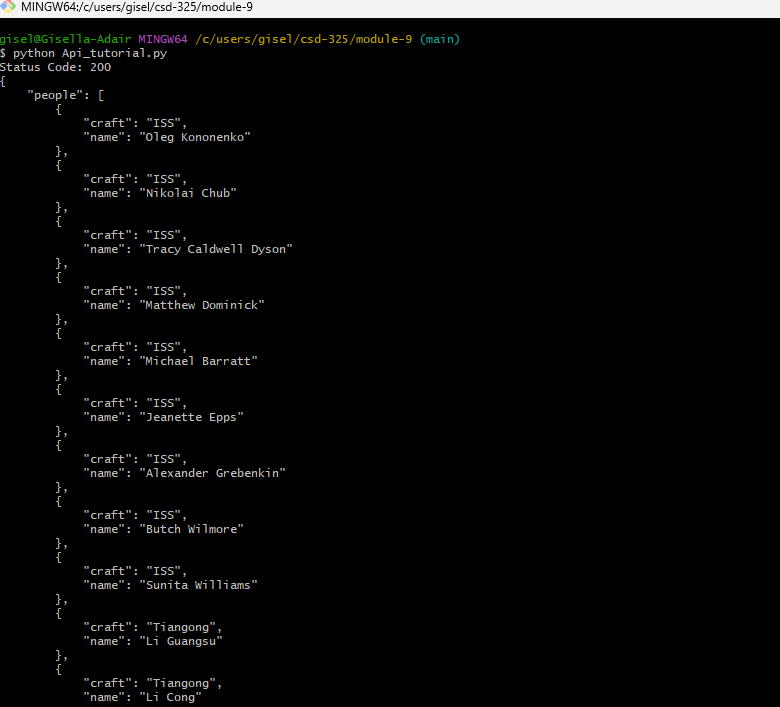 MINGW64:/c/users/gisel/csd-325/module-9
gisel@Gisella-Adair MINGW64 /c/users/gisel/csd-325/module-9 (main)
$ python Api_tutorial.py
Status Code: 200
{
    "people": [
        {
            "craft": "ISS",
            "name": "Oleg Kononenko"
        },
        {
            "craft": "ISS",
            "name": "Nikolai Chub"
        },
        {
            "craft": "ISS",
            "name": "Tracy Caldwell Dyson"
        },
        {
            "craft": "ISS",
            "name": "Matthew Dominick"
        },
        {
            "craft": "ISS",
            "name": "Michael Barratt"
        },
        {
            "craft": "ISS",
            "name": "Jeanette Epps"
        },
        {
            "craft": "ISS",
            "name": "Alexander Grebenkin"
        },
        {
            "craft": "ISS",
            "name": "Butch Wilmore"
        },
        {
            "craft": "ISS",
            "name": "Sunita Williams"
        },
        {
            "craft": "Tiangong",
            "name": "Li Guangsu"
        },
        {
            "craft": "Tiangong",
            "name": "Li Cong"